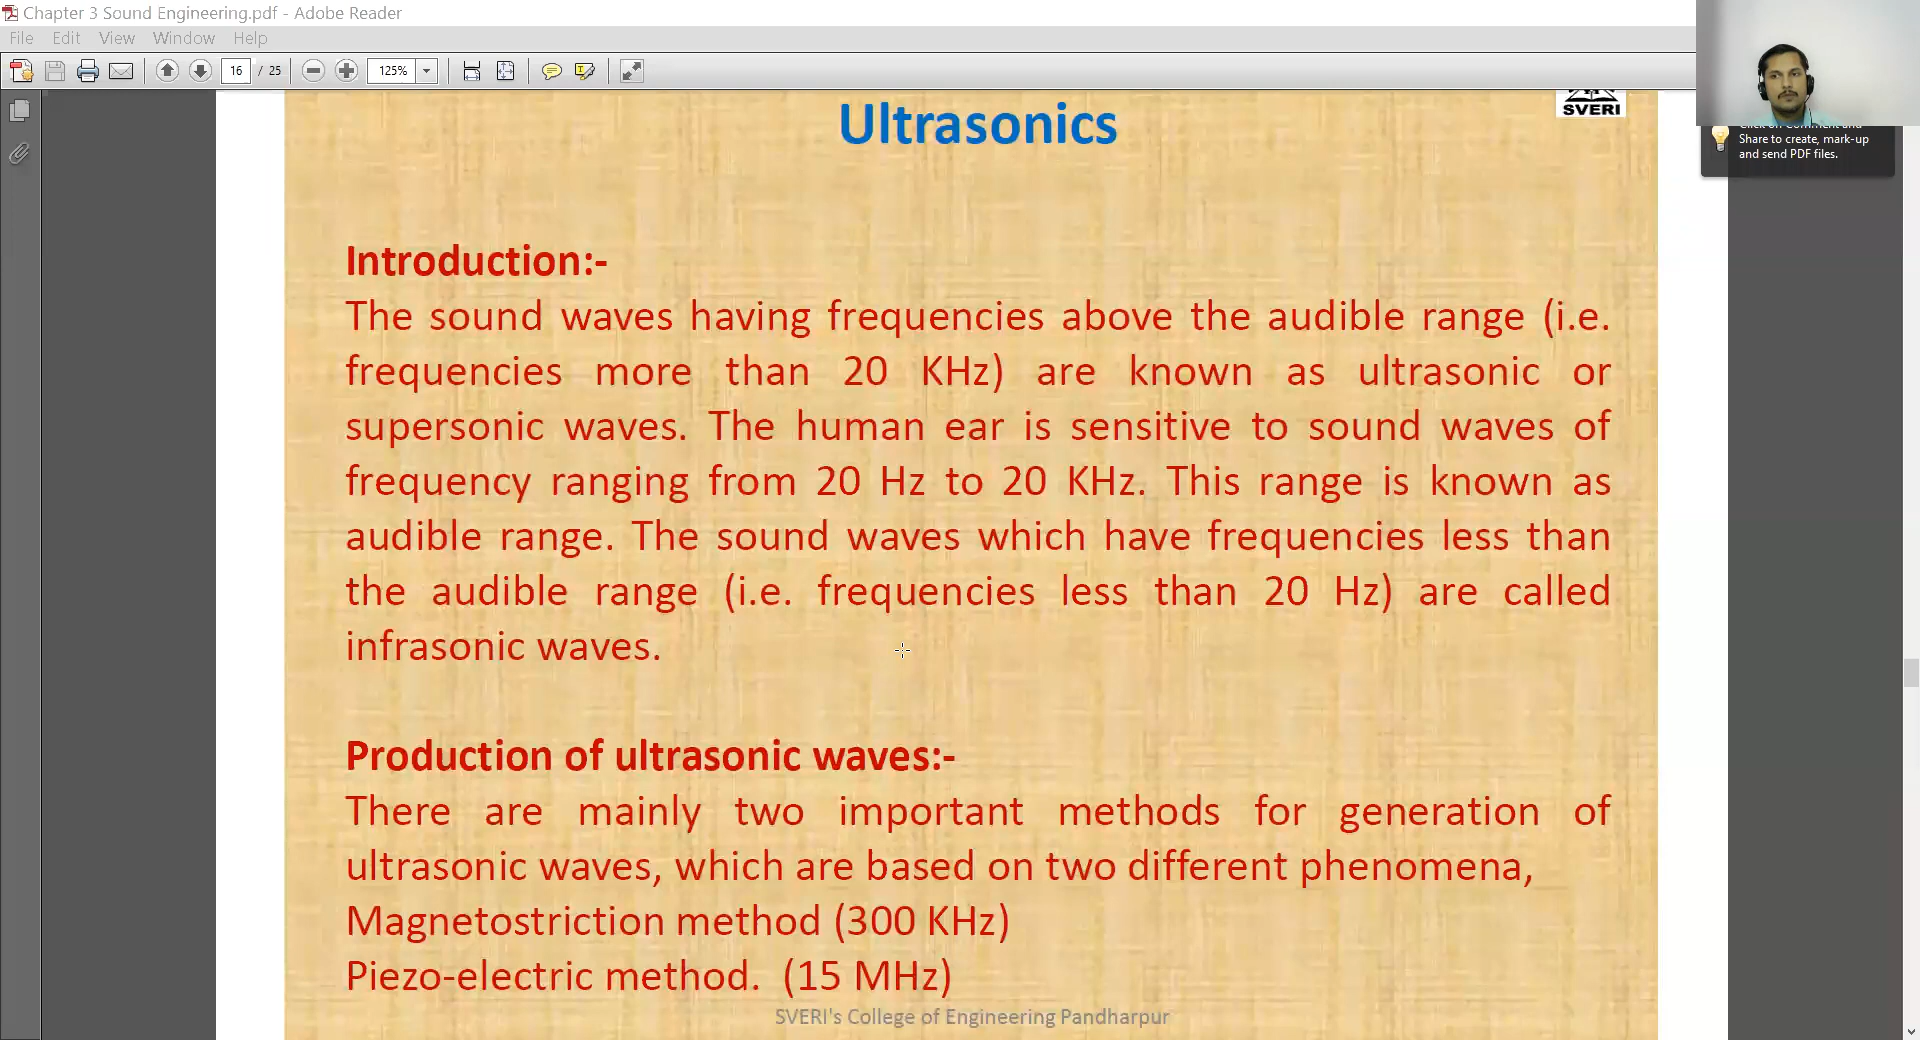 Chapter 3 Sound Engineering.pdf - Adobe Reader
File Edit View Window Help
16 / 25 125%
Ultrasonics
SVERI
Click on Comment and
Share to create, mark-up
and send PDF files.
Introduction:-
The sound waves having frequencies above the audible range (i.e.
frequencies more than 20 KHz) are known as ultrasonic or
supersonic waves. The human ear is sensitive to sound waves of
frequency ranging from 20 Hz to 20 KHz. This range is known as
audible range. The sound waves which have frequencies less than
the audible range (i.e. frequencies less than 20 Hz) are called
infrasonic waves.
Production of ultrasonic waves:-
There are mainly two important methods for generation of
ultrasonic waves, which are based on two different phenomena,
Magnetostriction method (300 KHz)
Piezo-electric method. (15 MHz)
SVERI's College of Engineering Pandharpur